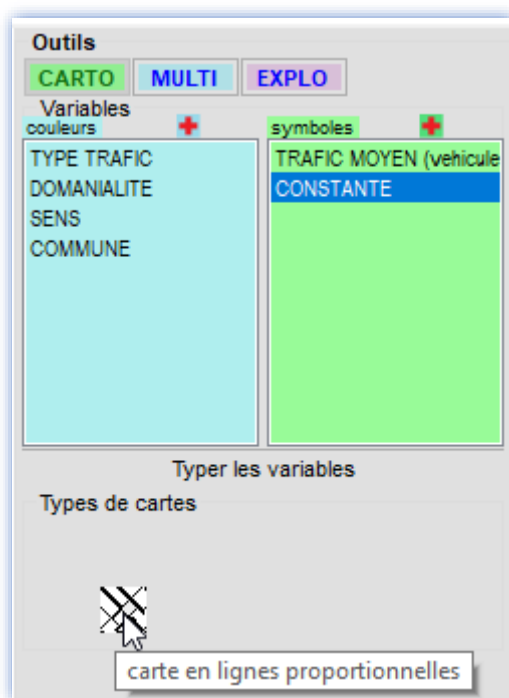 Outils
CARTO MULTI EXPLO
Variables
couleurs symboles
TYPE TRAFIC
DOMANIALITE
SENS
COMMUNE
TRAFIC MOYEN (vehicule
CONSTANTE
Typer les variables
Types de cartes
carte en lignes proportionnelles